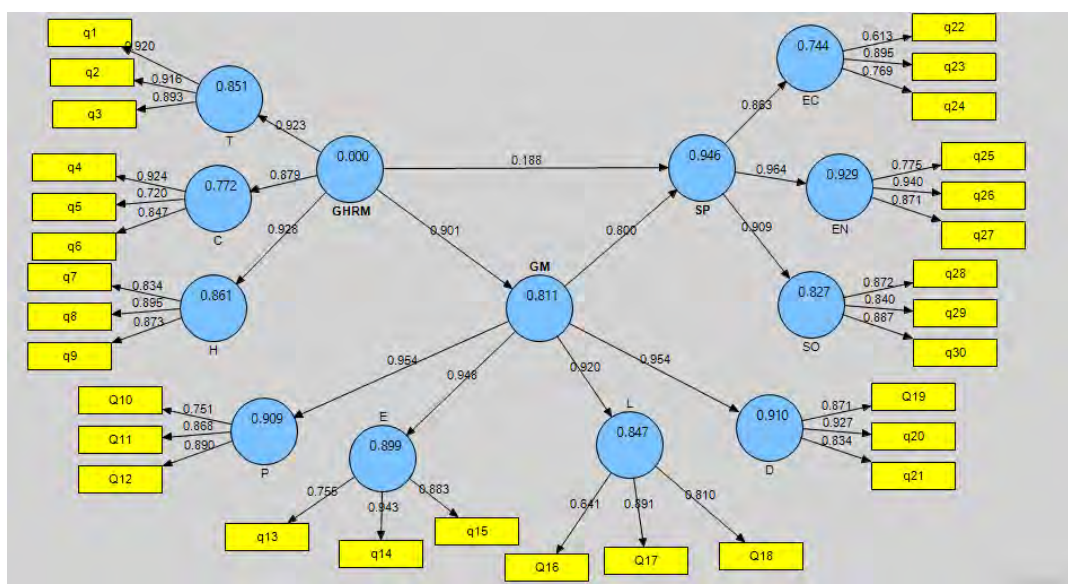 q1
0.920
q2
0.916
q3
0.893
0.851
T
0.923
q4
0.924
q5
0.720
q6
0.847
0.772
C
0.879
0.000
GHRM
0.188
q7
0.834
q8
0.895
q9
0.873
0.861
H
0.928
0.901
GM
0.811
0.800
0.946
SP
0.883
0.744
EC
0.613
q22
0.895
q23
0.769
q24
0.964
0.929
EN
0.775
q25
0.940
q26
0.871
q27
0.909
0.827
SO
0.872
q28
0.840
q29
0.887
q30
0.954
Q10
0.751
Q11
0.868
Q12
0.890
0.909
P
0.948
E
0.899
0.755
q13
0.943
q14
0.883
q15
0.920
L
0.847
0.641
Q16
0.891
Q17
0.810
Q18
0.954
0.910
D
0.871
Q19
0.927
q20
0.834
q21